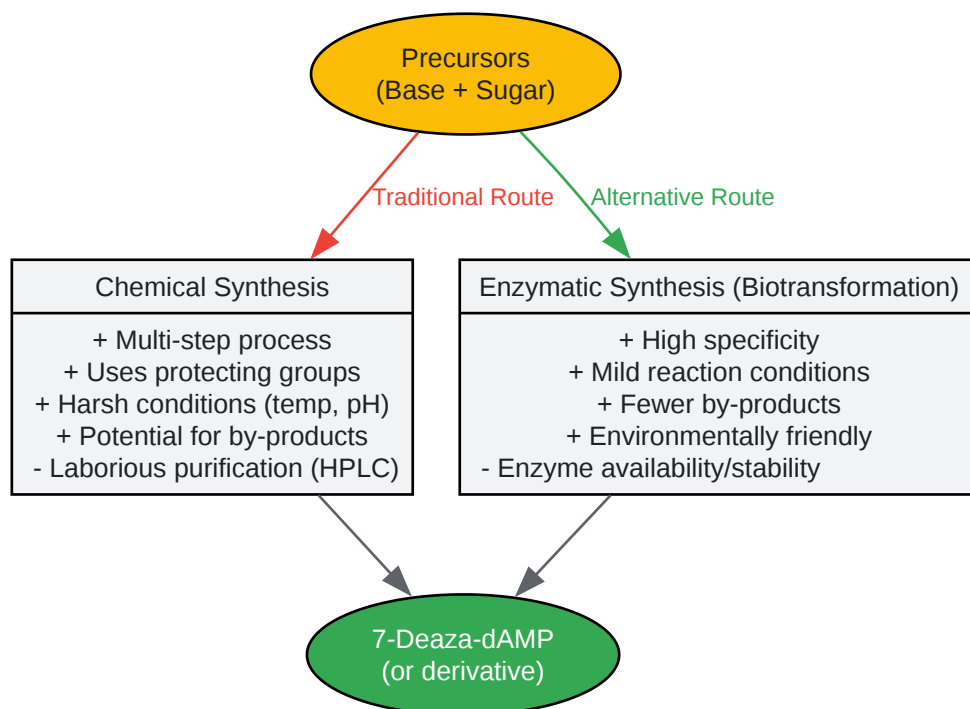 Precursors
(Base + Sugar)
Traditional Route
Alternative Route
Chemical Synthesis
+ Multi-step process
+ Uses protecting groups
+ Harsh conditions (temp, pH)
+ Potential for by-products
- Laborious purification (HPLC)
Enzymatic Synthesis (Biotransformation)
+ High specificity
+ Mild reaction conditions
+ Fewer by-products
+ Environmentally friendly
- Enzyme availability/stability
7-Deaza-dAMP
(or derivative)